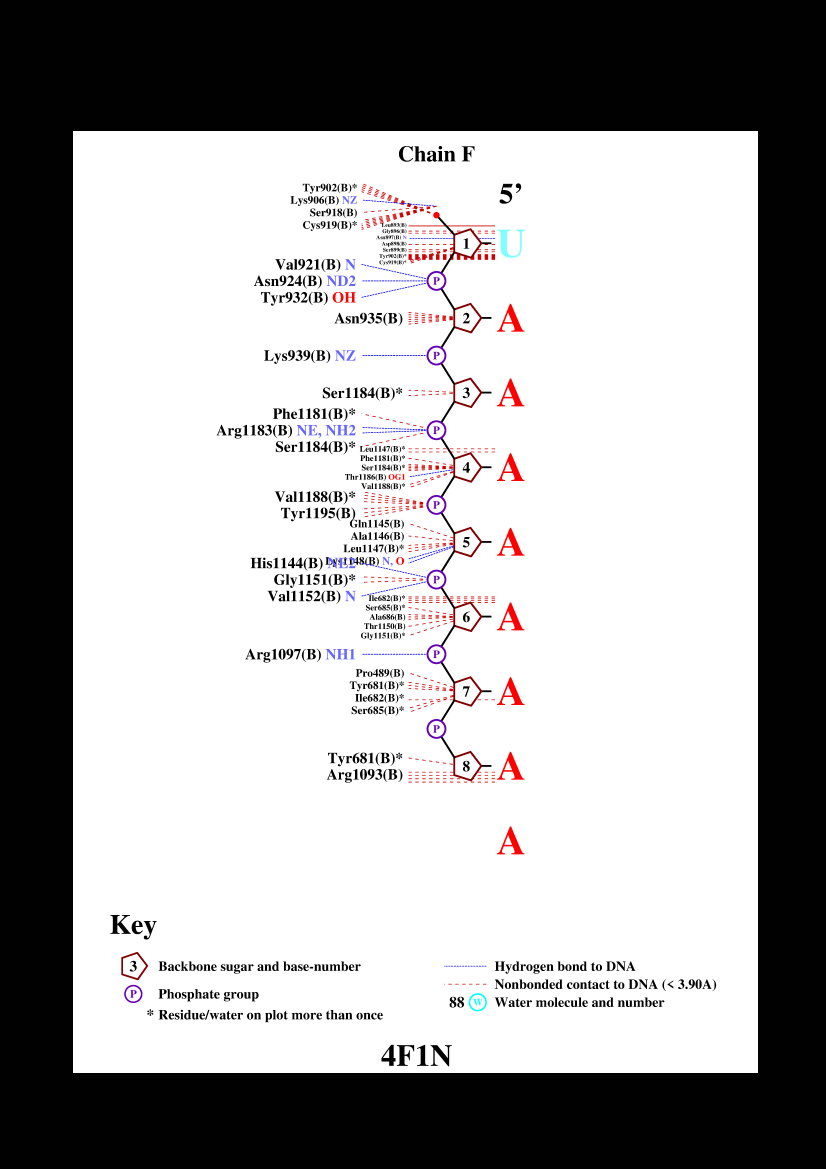 Chain F
5’
Tyr902(B)*
Lys906(B) NZ
Ser918(B)
Cys919(B)*
Leu893(B)
Gly896(B)
Asn897(B) N
Asp898(B)
Ser899(B)
Tyr902(B)*
Cys919(B)*
1 U
Val921(B) N
Asn924(B) ND2
Tyr932(B) OH
P
Asn935(B) 2 A
Lys939(B) NZ P
Ser1184(B)* 3 A
Phe1181(B)*
Arg1183(B) NE, NH2 P
Ser1184(B)*
Leu1147(B)*
Phe1181(B)*
Ser1184(B)* 4 A
Thr1186(B) OG1
Val1188(B)*
Val1188(B)* P
Tyr1195(B)
Gln1145(B)
Ala1146(B)
Leu1147(B)* 5 A
Lys1148(B) N, O
His1144(B) NE2
Gly1151(B)* P
Val1152(B) N
Ile682(B)*
Ser685(B)*
Ala686(B) 6 A
Thr1150(B)
Gly1151(B)*
Arg1097(B) NH1 P
Pro489(B)
Tyr681(B)* 7 A
Ile682(B)*
Ser685(B)*
P
Tyr681(B)* 8 A
Arg1093(B)
A
Key
3 Backbone sugar and base-number
P Phosphate group
* Residue/water on plot more than once
Hydrogen bond to DNA
Nonbonded contact to DNA (< 3.90A)
88 W Water molecule and number
4F1N